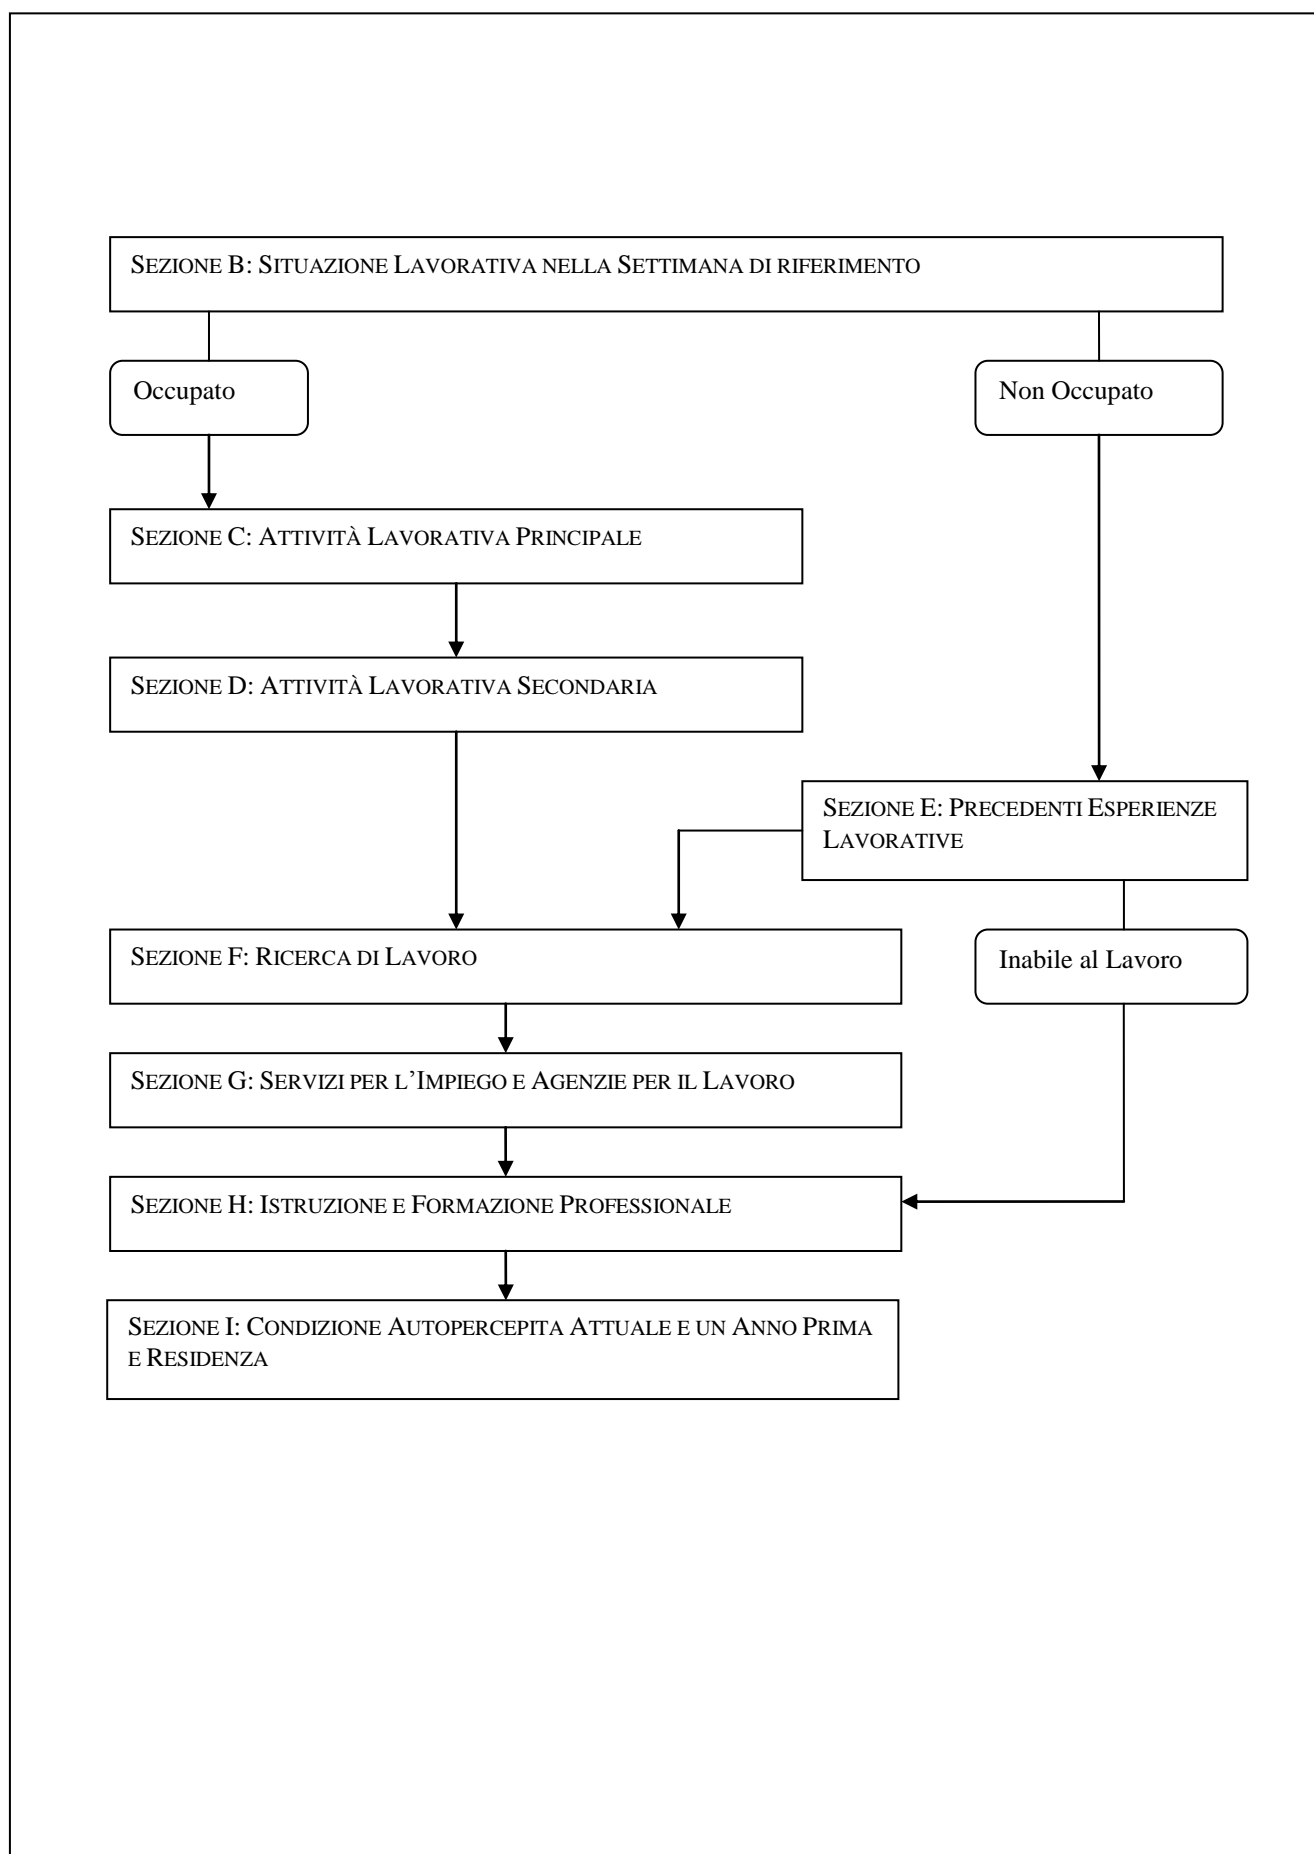 SEZIONE B: SITUAZIONE LAVORATIVA NELLA SETTIMANA DI RIFERIMENTO
Occupato
Non Occupato
SEZIONE C: ATTIVITÀ LAVORATIVA PRINCIPALE
SEZIONE D: ATTIVITÀ LAVORATIVA SECONDARIA
SEZIONE E: PRECEDENTI ESPERIENZE
LAVORATIVE
SEZIONE F: RICERCA DI LAVORO
Inabile al Lavoro
SEZIONE G: SERVIZI PER L'IMPIEGO E AGENZIE PER IL LAVORO
SEZIONE H: ISTRUZIONE E FORMAZIONE PROFESSIONALE
SEZIONE I: CONDIZIONE AUTOPERCEPITA ATTUALE E UN ANNO PRIMA
E RESIDENZA